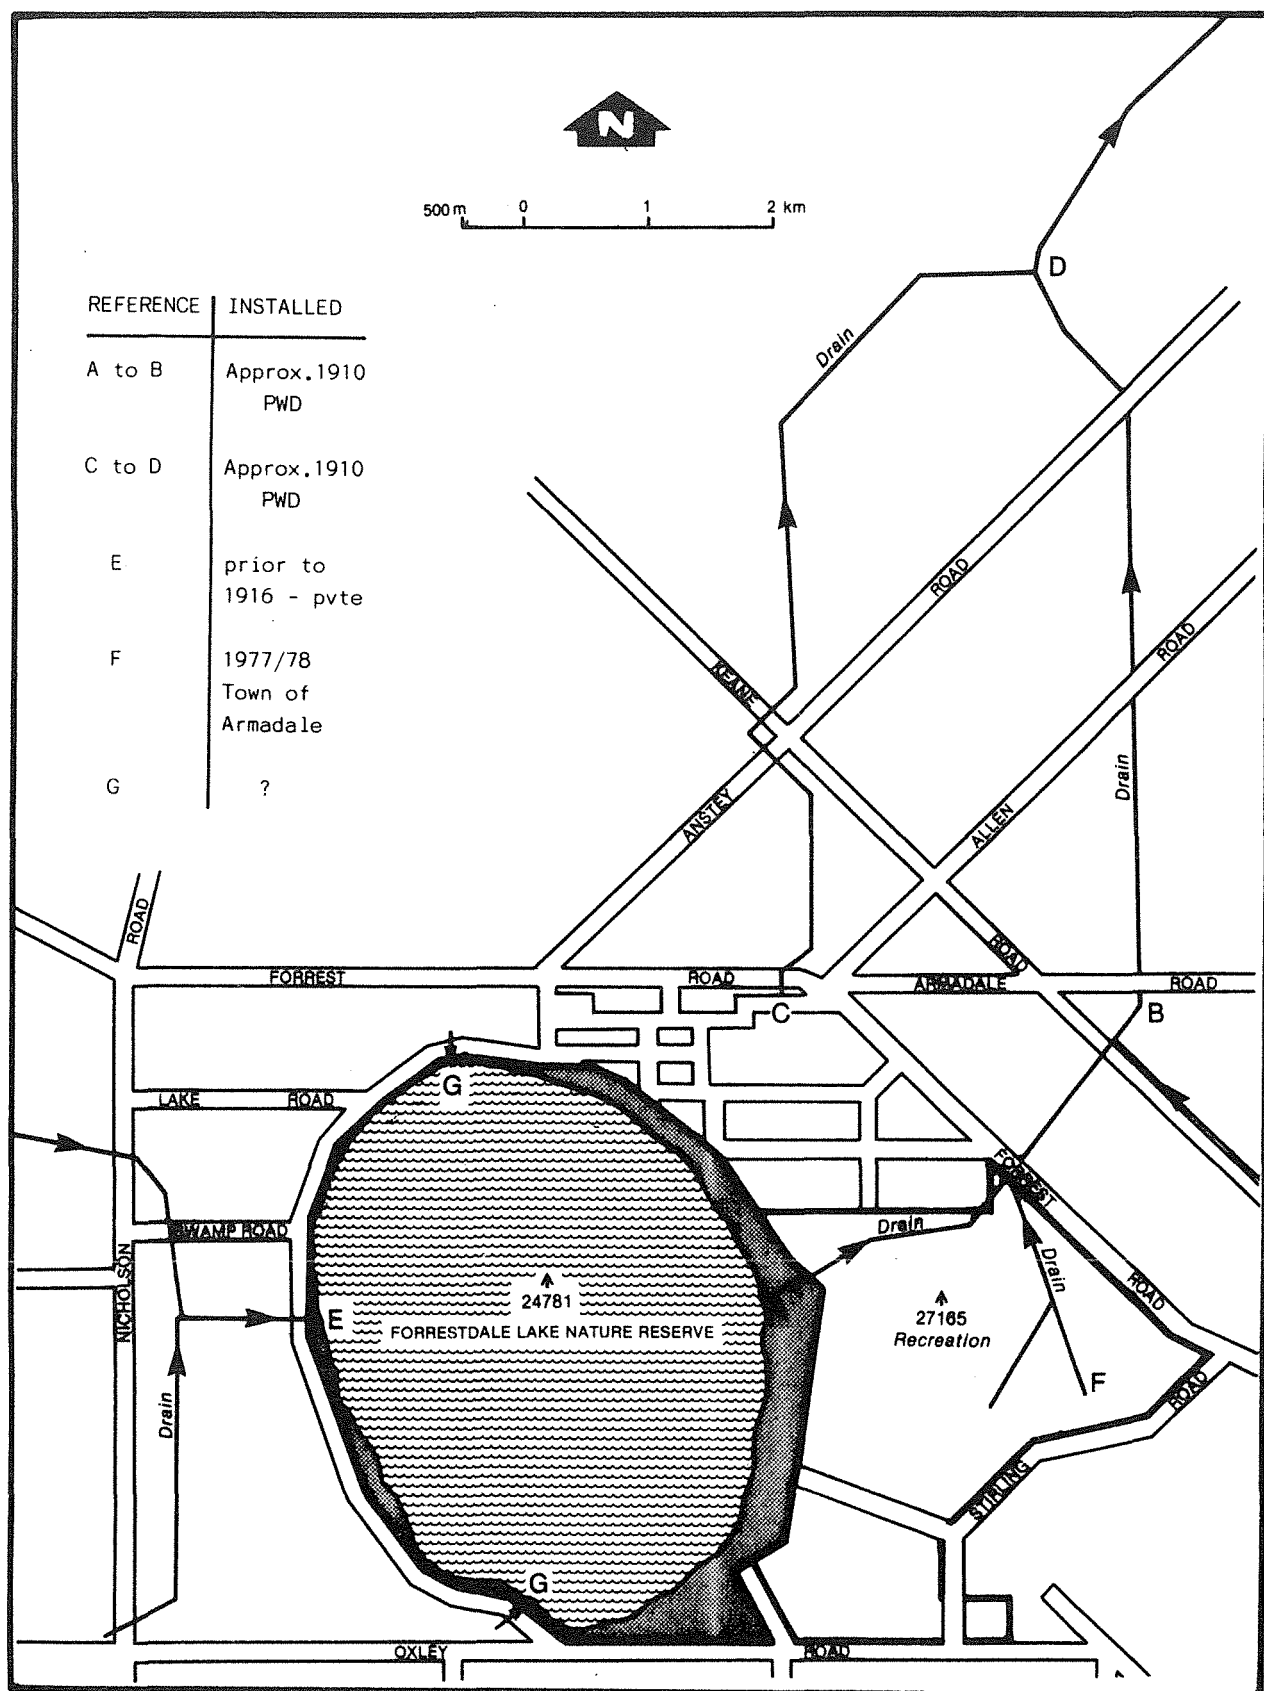 N
500 m 0 1 2 km
D
REFERENCE INSTALLED
A to B Approx.1910
PWD
C to D Approx.1910
PWD
E prior to
1916 - pvte
F 1977/78
Town of
Armadale
G ?
Drain
ROAD
ROAD
KEANE
Drain
ANSTEY
ALLEN
ROAD
ROAD
FORREST ROAD
ARMADALE ROAD
C
B
G
LAKE ROAD
FORREST
SWAMP ROAD
Drain
Drain
NICHOLSON
24781
FORRESTDALE LAKE NATURE RESERVE
E
27165
Recreation
ROAD
F
ROAD
Drain
STIRLING
G
OXLEY ROAD